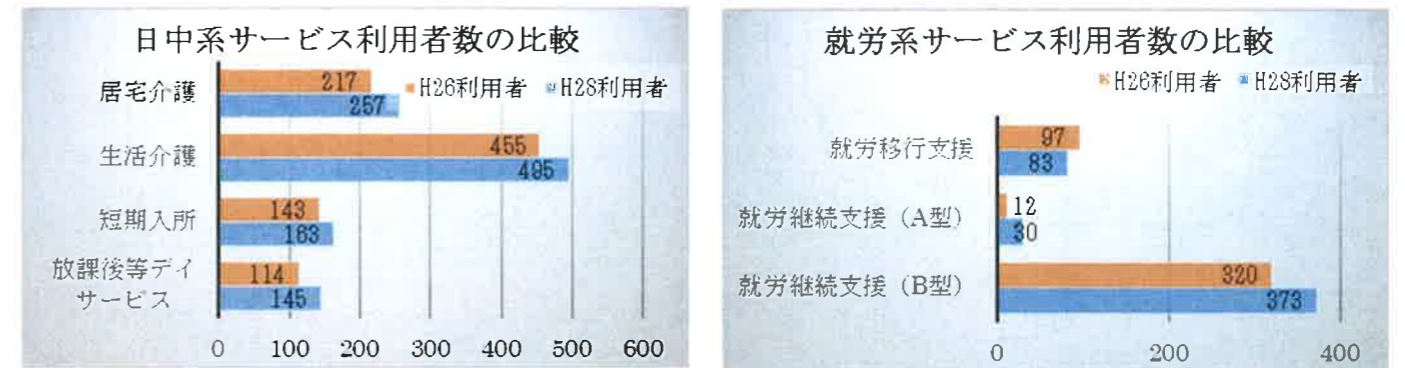 日中系サービス利用者数の比較
H26利用者 H28利用者
居宅介護
217
257
生活介護
455
495
短期入所
143
163
放課後等デイ
サービス
114
145
0 100 200 300 400 500 600
就労系サービス利用者数の比較
H26利用者 H28利用者
就労移行支援
97
83
就労継続支援（A型）
12
30
就労継続支援（B型）
320
373
0 200 400